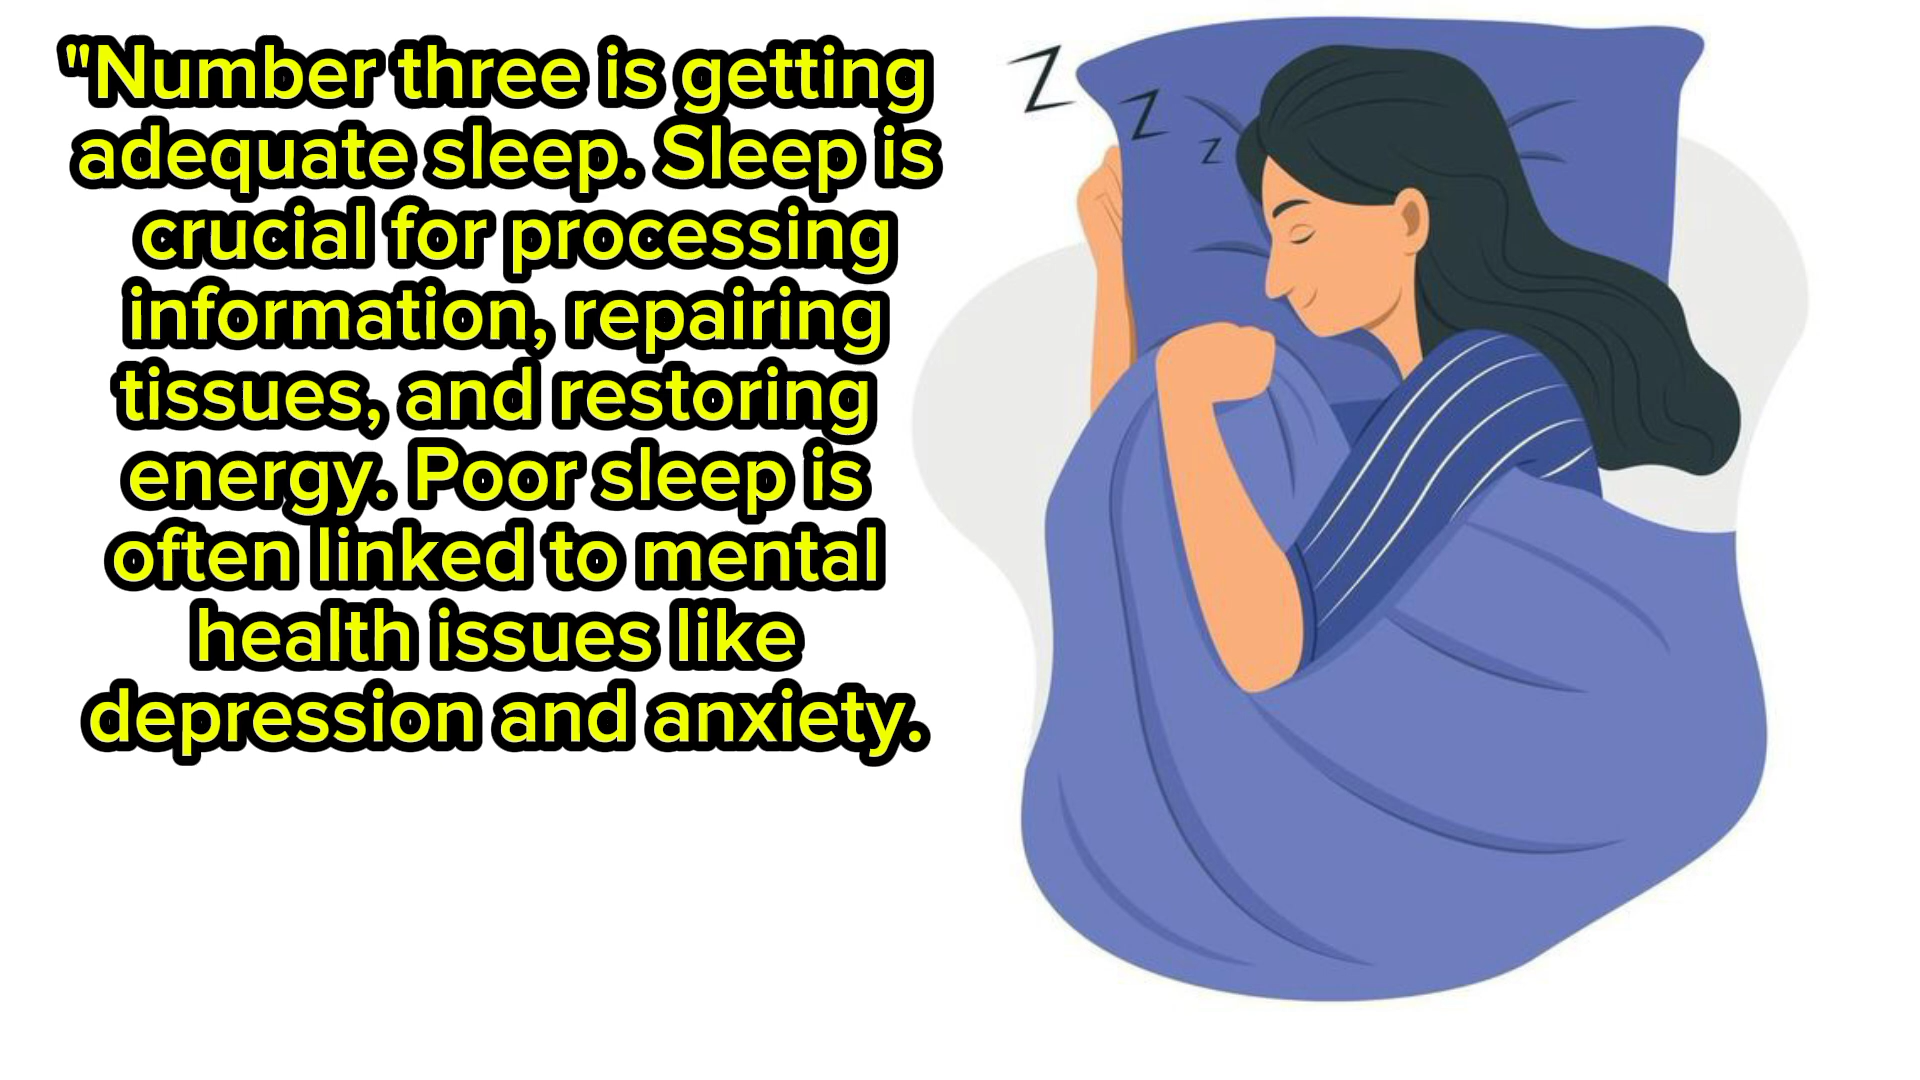 "Number three is getting
adequate sleep. Sleep is
crucial for processing
information, repairing
tissues, and restoring
energy. Poor sleep is
often linked to mental
health issues like
depression and anxiety.
Z
Z
Z